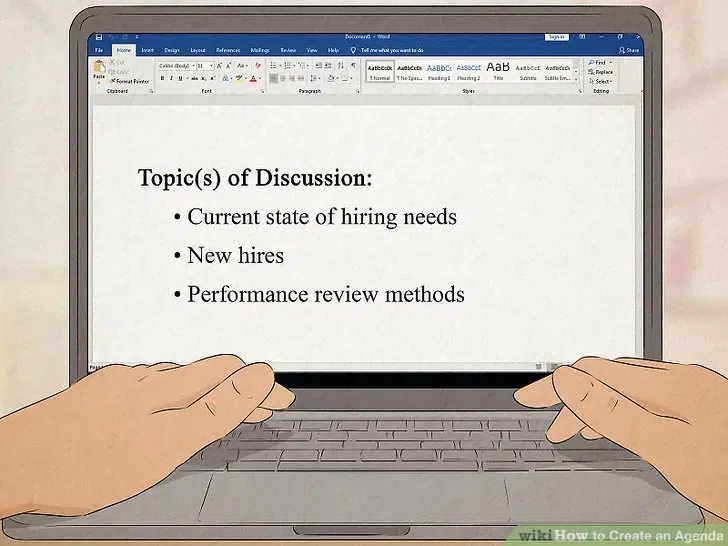 Document1 - Word
Sign in
File Home Insert Design Layout References Mailings Review View Help Tell me what you want to do Share
Paste
Cut
Copy
Format Painter
Calibri (Body) 11
AaBbCcDc AaBbCcDc AaBbCc AaBbCcC AaB AaBbCcD AaBbCcDc
¶ Normal ¶ No Spac... Heading 1 Heading 2 Title Subtitle Subtle Em...
Find
Replace
Select
Clipboard Font Paragraph Styles Editing
Topic(s) of Discussion:
• Current state of hiring needs
• New hires
• Performance review methods
wikiHow to Create an Agenda